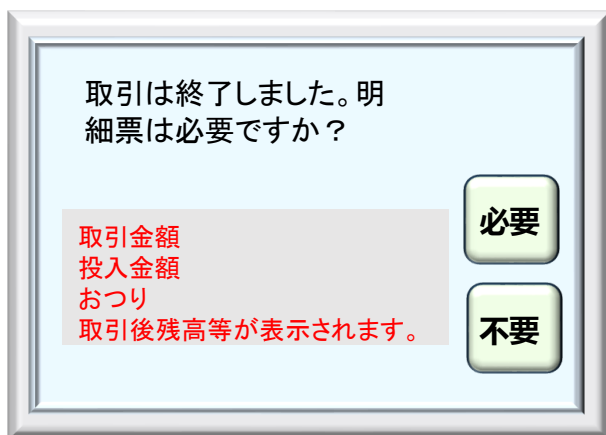 取引は終了しました。明
細票は必要ですか？
取引金額
投入金額
おつり
取引後残高等が表示されます。
必要
不要